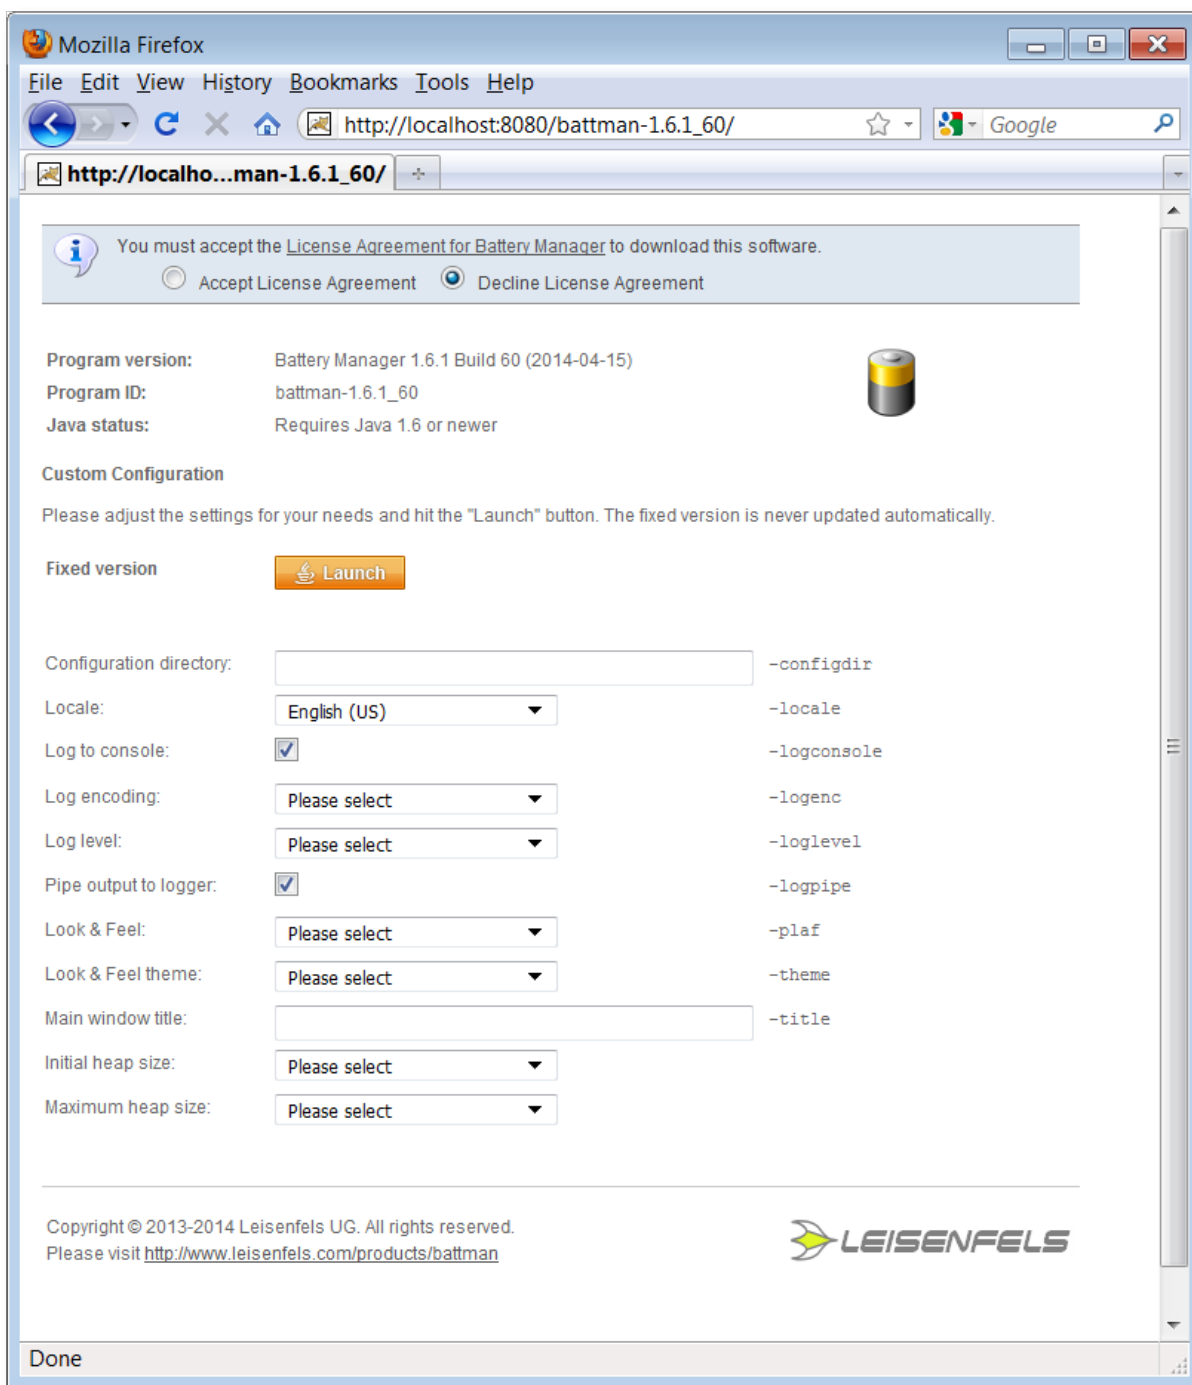 Mozilla Firefox
File Edit View History Bookmarks Tools Help
http://localhost:8080/battman-1.6.1_60/ Google
http://localho...man-1.6.1_60/
You must accept the License Agreement for Battery Manager to download this software.
Accept License Agreement Decline License Agreement
Program version: Battery Manager 1.6.1 Build 60 (2014-04-15)
Program ID: battman-1.6.1_60
Java status: Requires Java 1.6 or newer
Custom Configuration
Please adjust the settings for your needs and hit the "Launch" button. The fixed version is never updated automatically.
Fixed version Launch
Configuration directory: -configdir
Locale: English (US) -locale
Log to console: -logconsole
Log encoding: Please select -logenc
Log level: Please select -loglevel
Pipe output to logger: -logpipe
Look & Feel: Please select -plaf
Look & Feel theme: Please select -theme
Main window title: -title
Initial heap size: Please select
Maximum heap size: Please select
Copyright © 2013-2014 Leisenfels UG. All rights reserved.
Please visit http://www.leisenfels.com/products/battman
LEISENFELS
Done